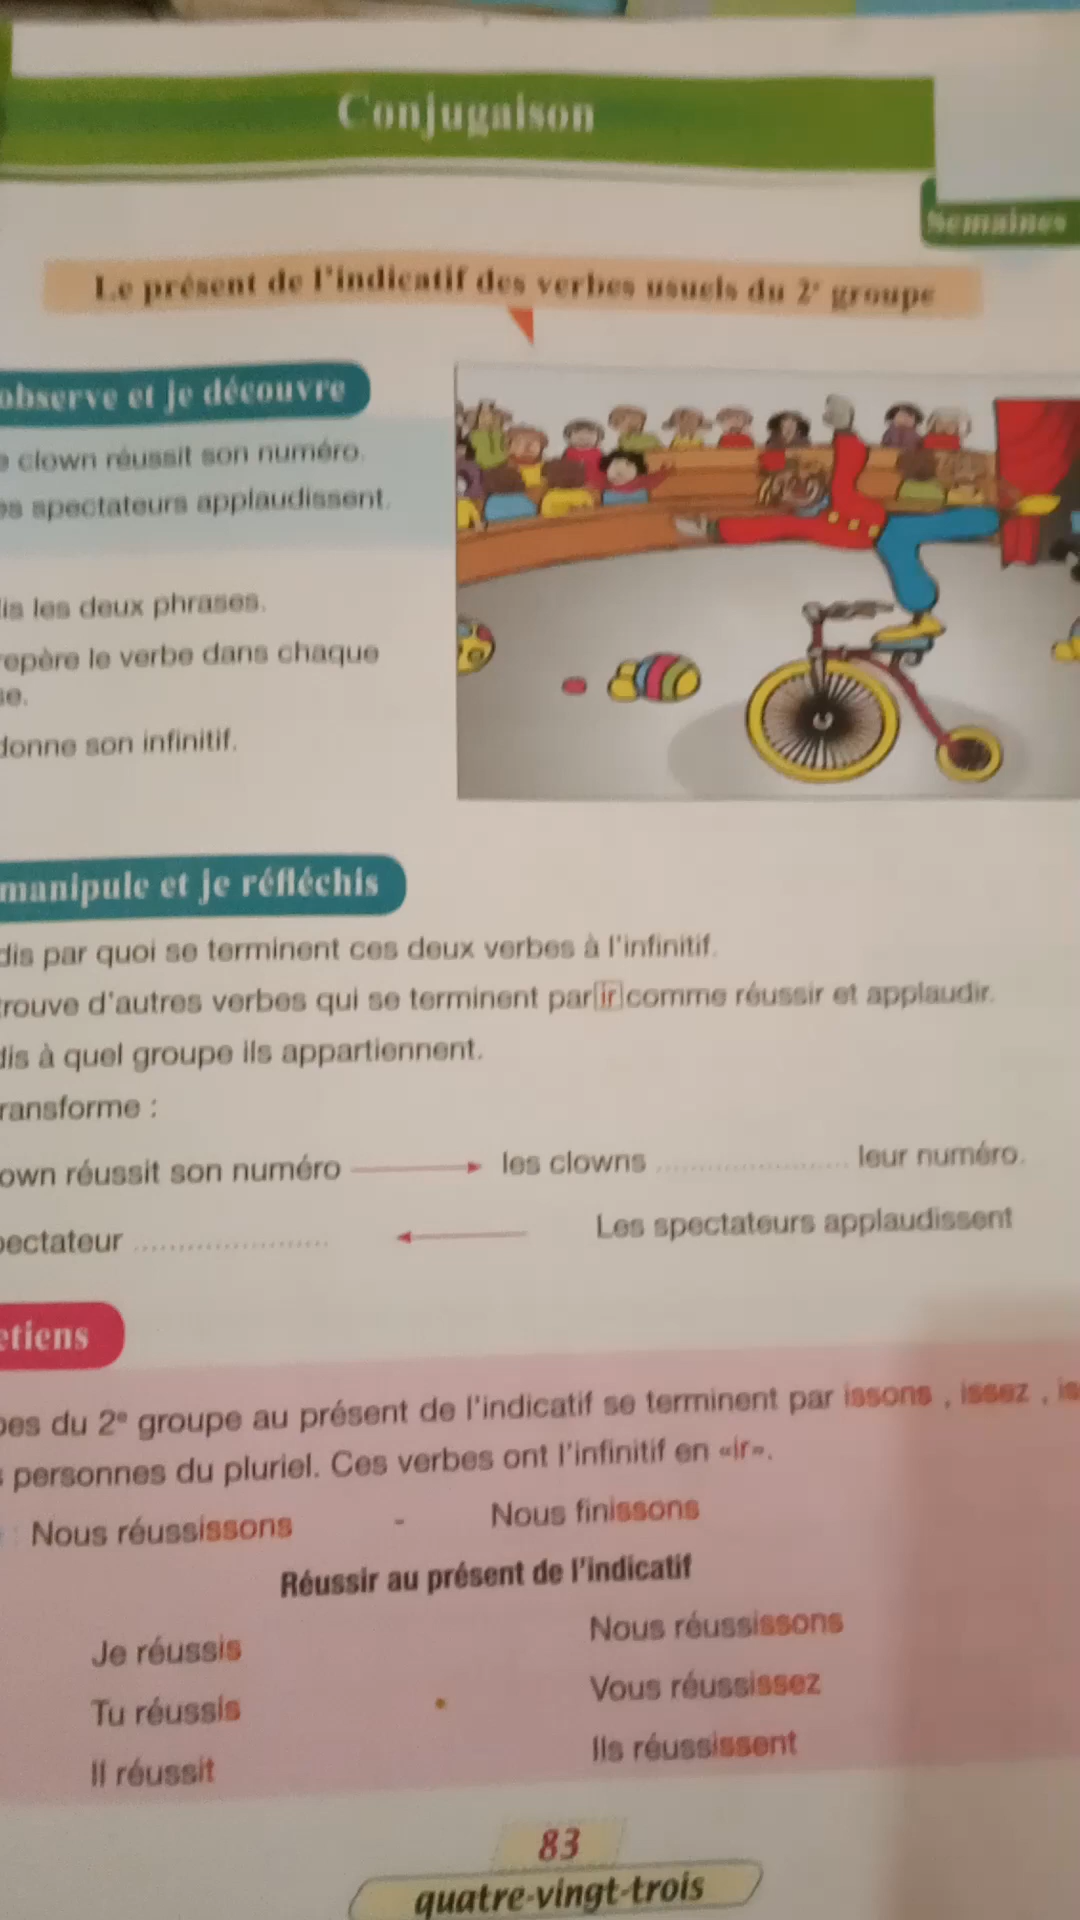 Conjugaison
Semaines
Le présent de l'indicatif des verbes usuels du 2e groupe
observe et je découvre
clown réussit son numéro.
spectateurs applaudissent.
lis les deux phrases.
repère le verbe dans chaque
se.
donne son infinitif.
manipule et je réfléchis
dis par quoi se terminent ces deux verbes à l'infinitif.
trouve d'autres verbes qui se terminent par ir comme réussir et applaudir.
dis à quel groupe ils appartiennent.
ransforme :
own réussit son numéro les clowns .................... leur numéro.
pectateur .................... Les spectateurs applaudissent
etiens
bes du 2e groupe au présent de l'indicatif se terminent par issons , issez , is
personnes du pluriel. Ces verbes ont l'infinitif en «ir».
: Nous réussissons - Nous finissons
Réussir au présent de l'indicatif
Je réussis Nous réussissons
Tu réussis Vous réussissez
Il réussit Ils réussissent
83
quatre-vingt-trois